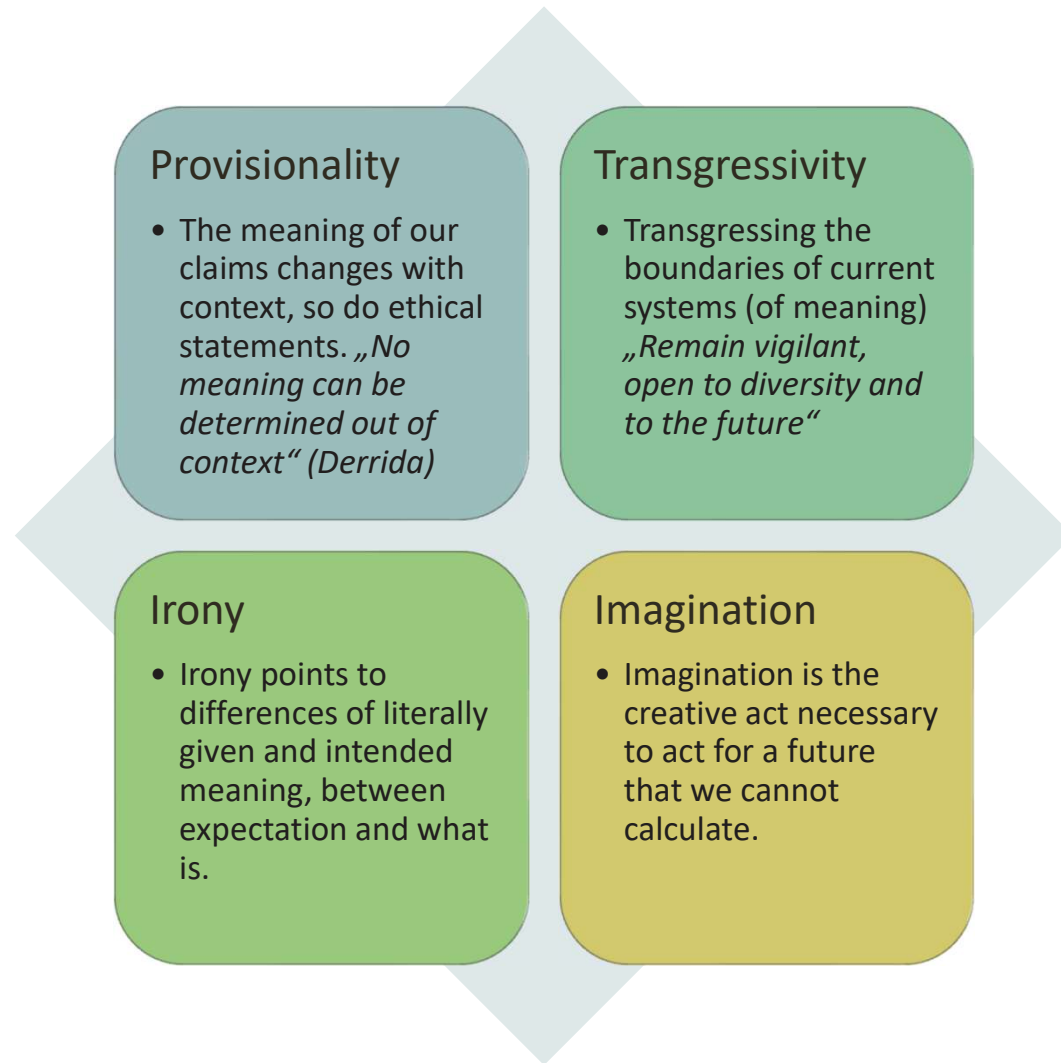 Provisionality
• The meaning of our
claims changes with
context, so do ethical
statements. „No
meaning can be
determined out of
context“ (Derrida)
Transgressivity
• Transgressing the
boundaries of current
systems (of meaning)
„Remain vigilant,
open to diversity and
to the future“
Irony
• Irony points to
differences of literally
given and intended
meaning, between
expectation and what
is.
Imagination
• Imagination is the
creative act necessary
to act for a future
that we cannot
calculate.